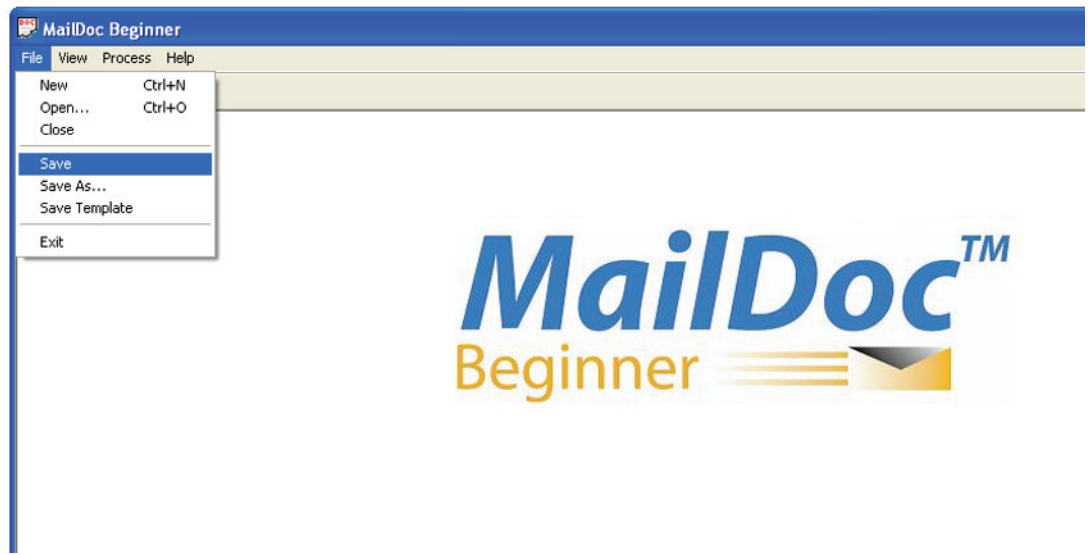 MailDoc Beginner
File View Process Help
New Ctrl+N
Open... Ctrl+O
Close
Save
Save As...
Save Template
Exit
MailDoc™
Beginner